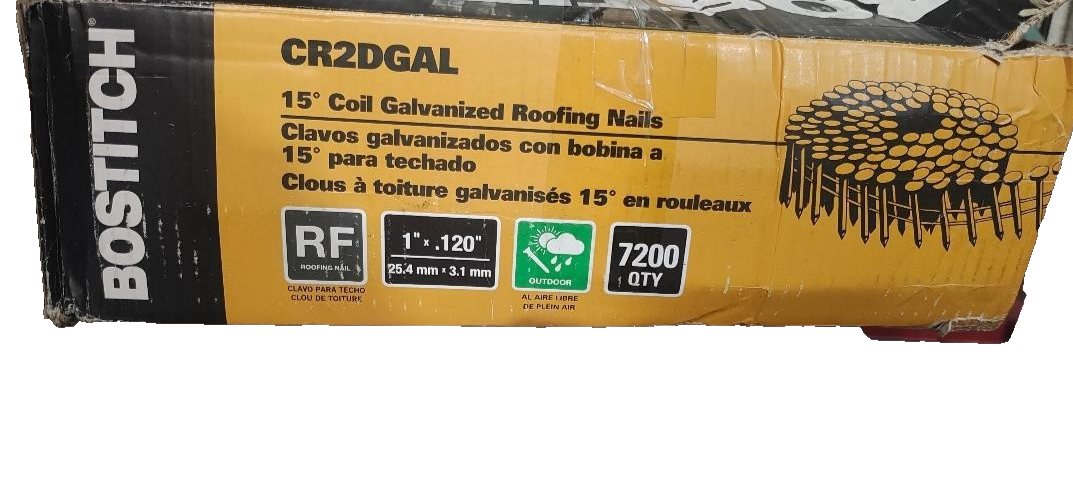 BOSTITCH®
CR2DGAL
15° Coil Galvanized Roofing Nails
Clavos galvanizados con bobina a
15° para techado
Clous à toiture galvanisés 15° en rouleaux
RF
ROOFING NAIL
CLAVO PARA TECHO
CLOU DE TOITURE
1" x .120"
25.4 mm x 3.1 mm
OUTDOOR
AL AIRE LIBRE
DE PLEIN AIR
7200
QTY